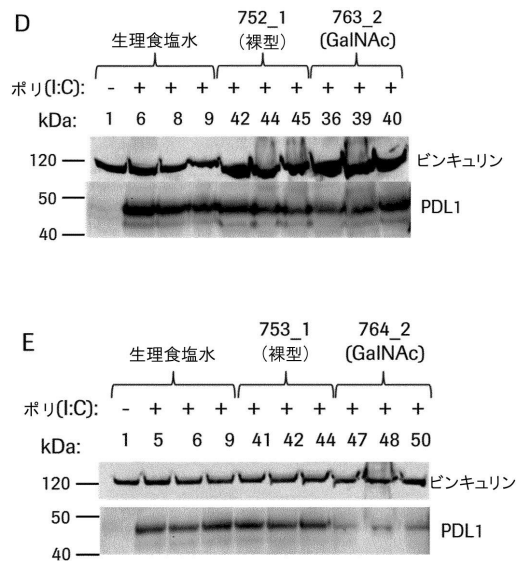 D
生理食塩水 752_1 (裸型) 763_2 (GalNAc)
ポリ(I:C): - + + + + + + + + +
kDa: 1 6 8 9 42 44 45 36 39 40
120 ビンキュリン
50 PDL1
40
E
生理食塩水 753_1 (裸型) 764_2 (GalNAc)
ポリ(I:C): - + + + + + + + + +
kDa: 1 5 6 9 41 42 44 47 48 50
120 ビンキュリン
50 PDL1
40